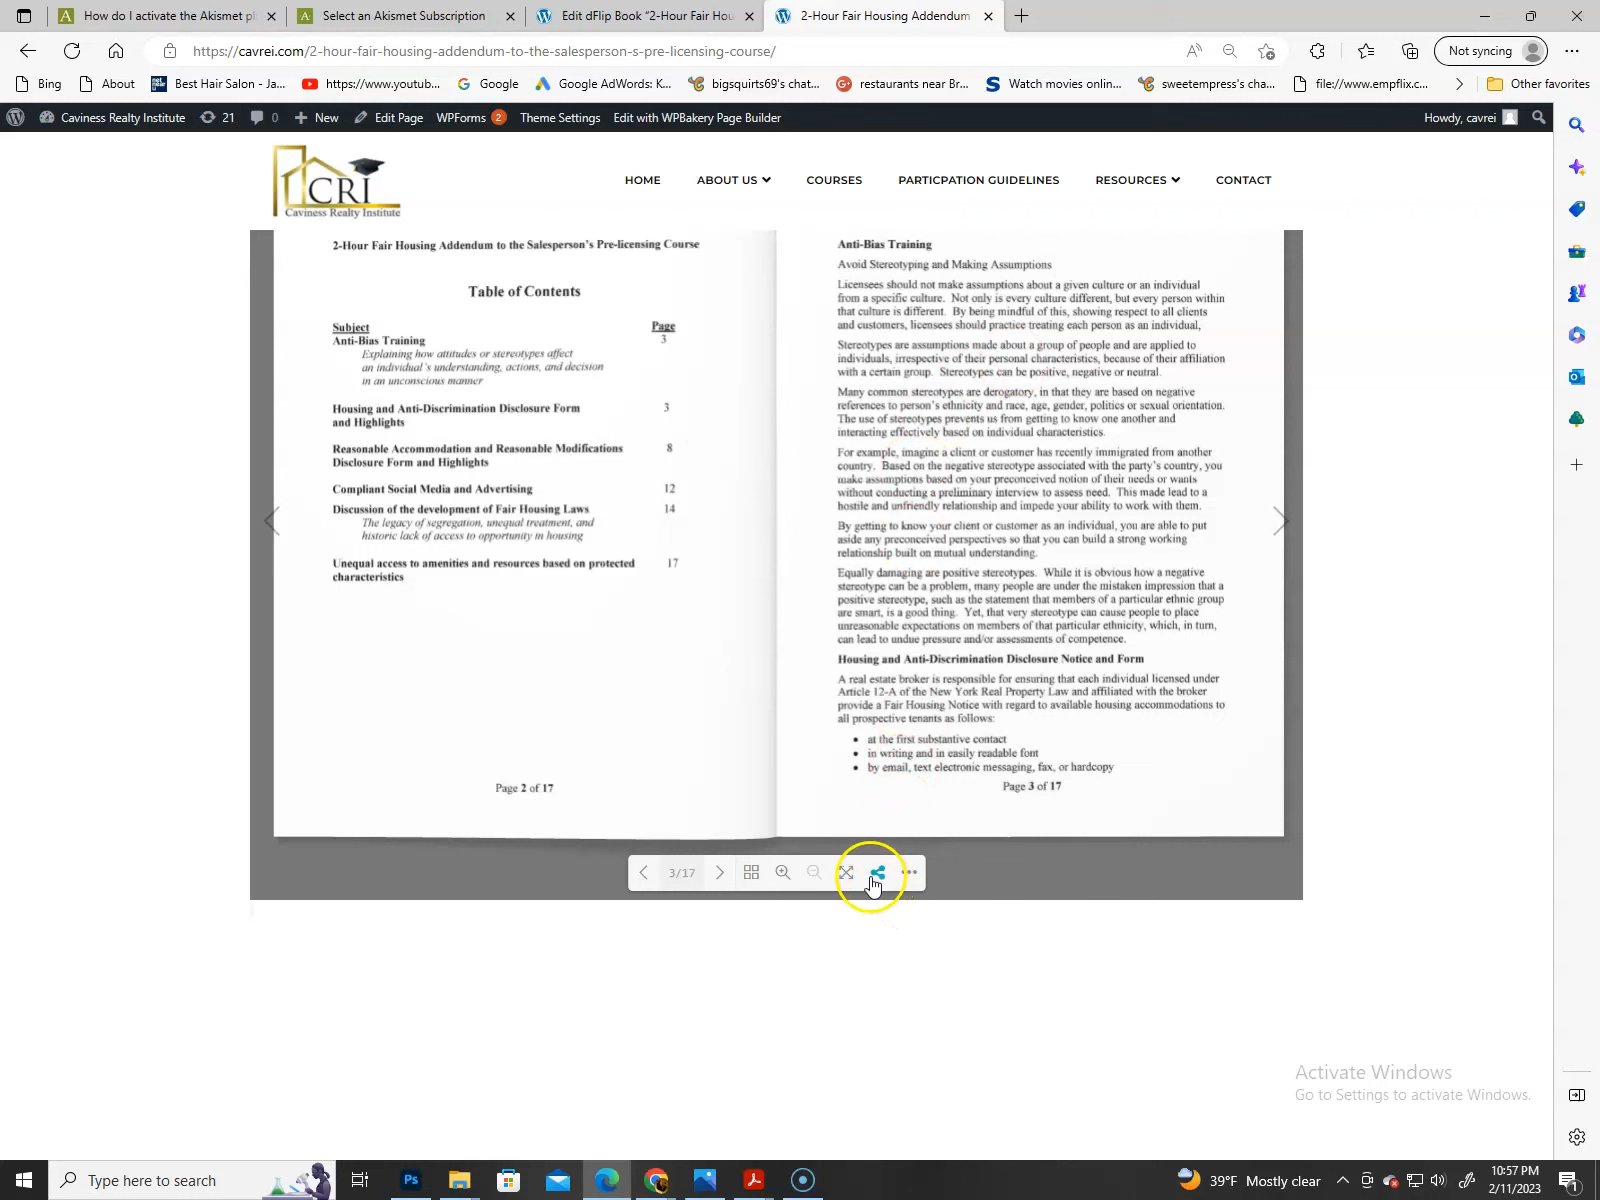 How do I activate the Akismet pl
Select an Akismet Subscription
Edit dFlip Book "2-Hour Fair Hou
2-Hour Fair Housing Addendum
https://cavrei.com/2-hour-fair-housing-addendum-to-the-salesperson-s-pre-licensing-course/
Not syncing
Bing
About
Best Hair Salon - Ja...
https://www.youtub...
Google
Google AdWords: K...
bigsquirts69's chat...
restaurants near Br...
Watch movies onlin...
sweetempress's cha...
file://www.empflix.c...
Other favorites
Caviness Realty Institute
21
0
New
Edit Page
WPForms 2
Theme Settings
Edit with WPBakery Page Builder
Howdy, cavrei
CRI
Caviness Realty Institute
HOME
ABOUT US
COURSES
PARTICPATION GUIDELINES
RESOURCES
CONTACT
2-Hour Fair Housing Addendum to the Salesperson's Pre-licensing Course
Table of Contents
Subject Page
Anti-Bias Training 3
Explaining how attitudes or stereotypes affect
an individual's understanding, actions, and decision
in an unconscious manner
Housing and Anti-Discrimination Disclosure Form 3
and Highlights
Reasonable Accommodation and Reasonable Modifications 8
Disclosure Form and Highlights
Compliant Social Media and Advertising 12
Discussion of the development of Fair Housing Laws 14
The legacy of segregation, unequal treatment, and
historic lack of access to opportunity in housing
Unequal access to amenities and resources based on protected 17
characteristics
Page 2 of 17
Anti-Bias Training
Avoid Stereotyping and Making Assumptions
Licensees should not make assumptions about a given culture or an individual
from a specific culture. Not only is every culture different, but every person within
that culture is different. By being mindful of this, showing respect to all clients
and customers, licensees should practice treating each person as an individual,
Stereotypes are assumptions made about a group of people and are applied to
individuals, irrespective of their personal characteristics, because of their affiliation
with a certain group. Stereotypes can be positive, negative or neutral.
Many common stereotypes are derogatory, in that they are based on negative
references to person's ethnicity and race, age, gender, politics or sexual orientation.
The use of stereotypes prevents us from getting to know one another and
interacting effectively based on individual characteristics.
For example, imagine a client or customer has recently immigrated from another
country. Based on the negative stereotype associated with the party's country, you
make assumptions based on your preconceived notion of their needs or wants
without conducting a preliminary interview to assess need. This made lead to a
hostile and unfriendly relationship and impede your ability to work with them.
By getting to know your client or customer as an individual, you are able to put
aside any preconceived perspectives so that you can build a strong working
relationship built on mutual understanding.
Equally damaging are positive stereotypes. While it is obvious how a negative
stereotype can be a problem, many people are under the mistaken impression that a
positive stereotype, such as the statement that members of a particular ethnic group
are smart, is a good thing. Yet, that very stereotype can cause people to place
unreasonable expectations on members of that particular ethnicity, which, in turn,
can lead to undue pressure and/or assessments of competence.
Housing and Anti-Discrimination Disclosure Notice and Form
A real estate broker is responsible for ensuring that each individual licensed under
Article 12-A of the New York Real Property Law and affiliated with the broker
provide a Fair Housing Notice with regard to available housing accommodations to
all prospective tenants as follows:
• at the first substantive contact
• in writing and in easily readable font
• by email, text electronic messaging, fax, or hardcopy
Page 3 of 17
3/17
Activate Windows
Go to Settings to activate Windows.
Type here to search
Ps
39°F Mostly clear
10:57 PM
2/11/2023
1